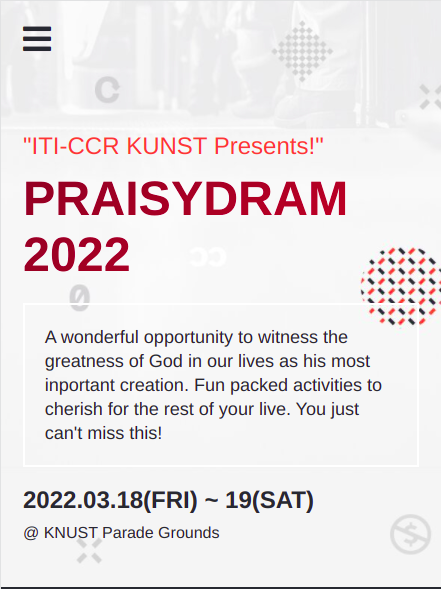 "ITI-CCR KUNST Presents!"
PRAISYDRAM
2022
A wonderful opportunity to witness the
greatness of God in our lives as his most
inportant creation. Fun packed activities to
cherish for the rest of your live. You just
can't miss this!
2022.03.18(FRI) ~ 19(SAT)
@ KNUST Parade Grounds